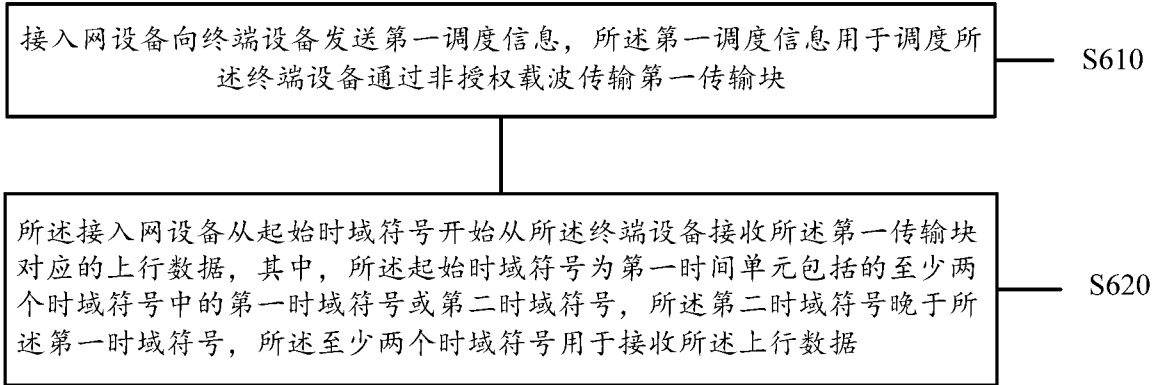 接入网设备向终端设备发送第一调度信息，所述第一调度信息用于调度所
述终端设备通过非授权载波传输第一传输块
S610
所述接入网设备从起始时域符号开始从所述终端设备接收所述第一传输块
对应的上行数据，其中，所述起始时域符号为第一时间单元包括的至少两
个时域符号中的第一时域符号或第二时域符号，所述第二时域符号晚于所
述第一时域符号，所述至少两个时域符号用于接收所述上行数据
S620